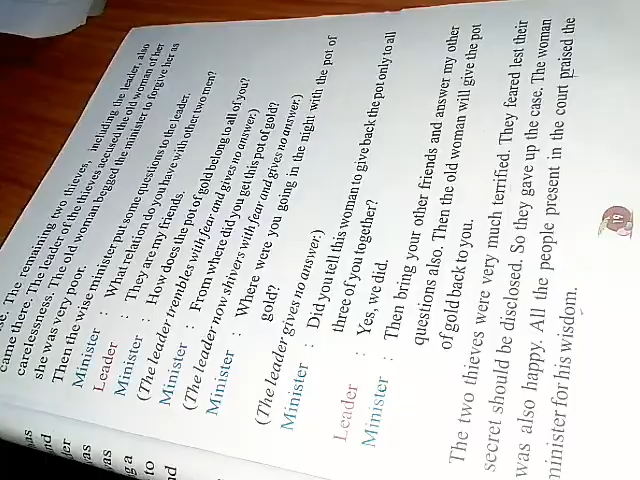 se. The remaining two thieves, including the leader, also
came there. The leader of the thieves accused the old woman of her
carelessness. The old woman begged the minister to forgive her as
she was very poor.
Then the wise minister put some questions to the leader.
Minister : What relation do you have with other two men?
Leader : They are my friends.
Minister : How does the pot of gold belong to all of you?
(The leader trembles with fear and gives no answer.)
Minister : From where did you get this pot of gold?
(The leader now shivers with fear and gives no answer.)
Minister : Where were you going in the night with the pot of
gold?
(The leader gives no answer.)
Minister : Did you tell this woman to give back the pot only to all
three of you together?
Leader : Yes, we did.
Minister : Then bring your other friends and answer my other
questions also. Then the old woman will give the pot
of gold back to you.
The two thieves were very much terrified. They feared lest their
secret should be disclosed. So they gave up the case. The woman
was also happy. All the people present in the court praised the
minister for his wisdom.
19
as
nd
er
as
as
g a
to
nd